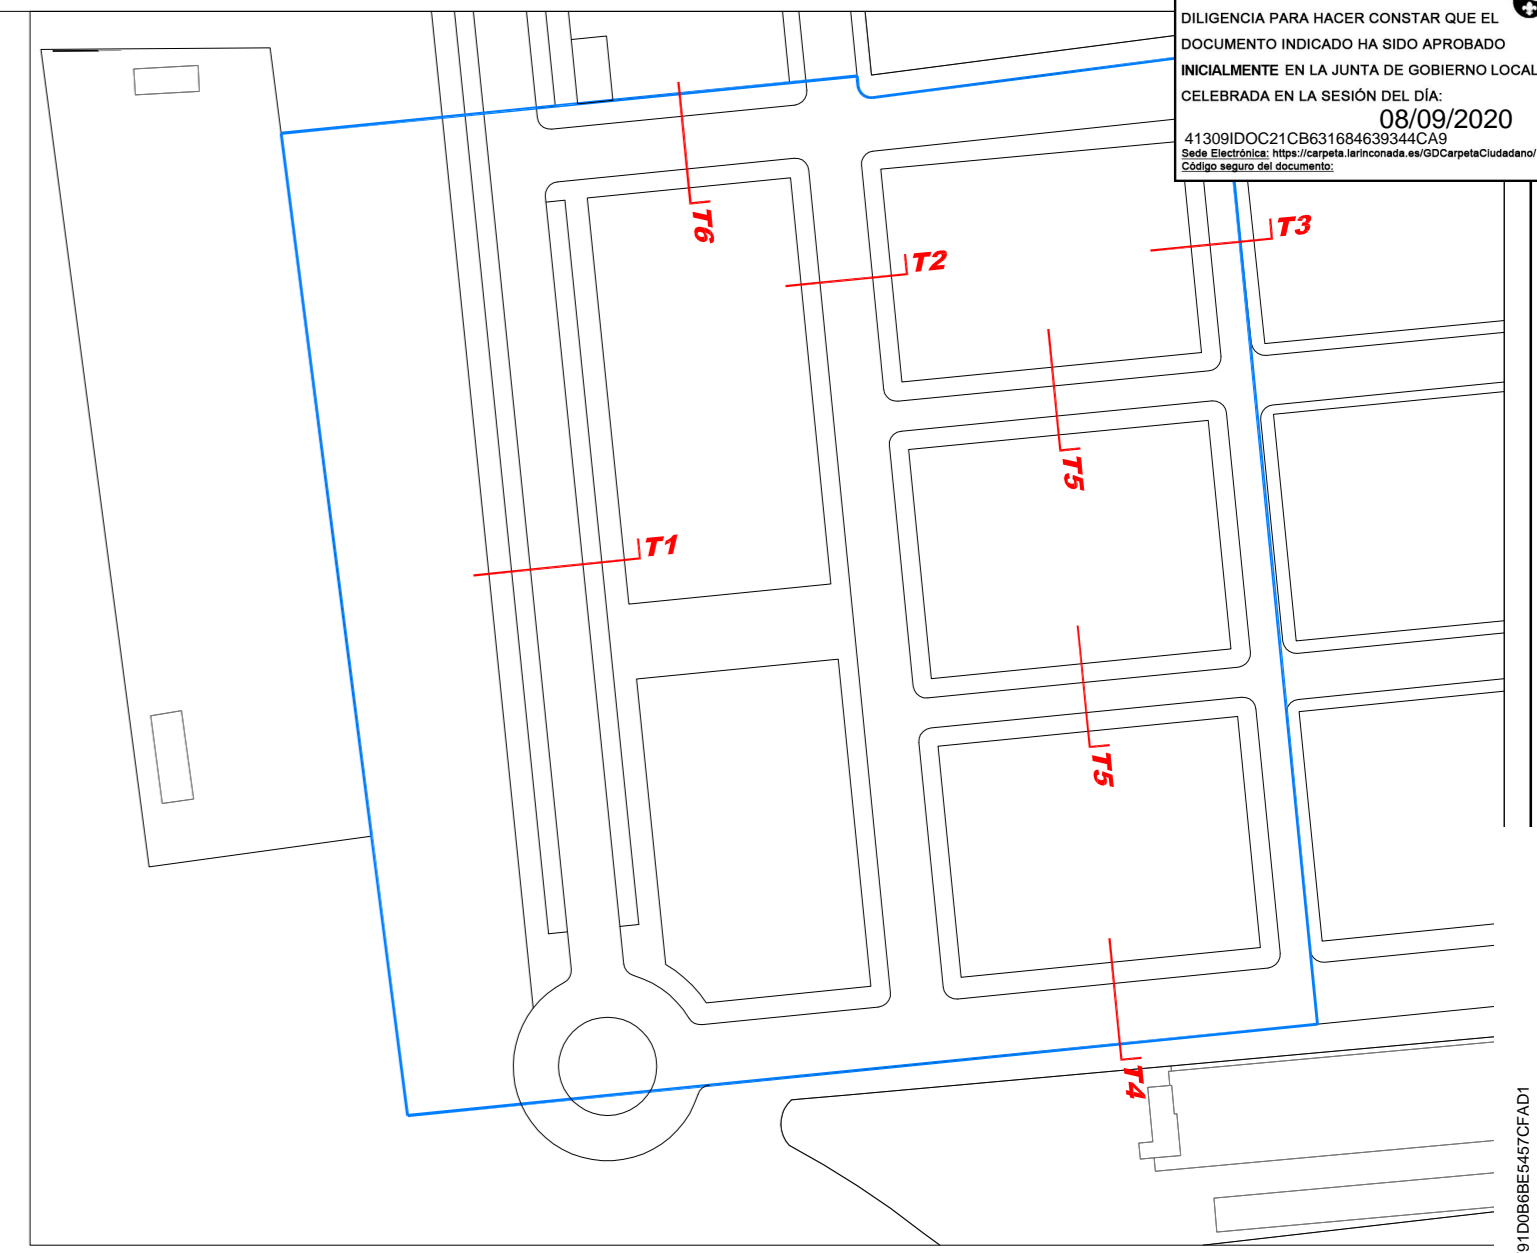 DILIGENCIA PARA HACER CONSTAR QUE EL
DOCUMENTO INDICADO HA SIDO APROBADO
INICIALMENTE EN LA JUNTA DE GOBIERNO LOCAL
CELEBRADA EN LA SESIÓN DEL DÍA:
08/09/2020
41309IDOC21CB631684639344CA9
Sede Electrónica: https://carpeta.larinconada.es/GDCarpetaCiudadano/
Código seguro del documento:
T6
T2
T3
T5
T1
T5
T4
91D0B6BE5457CFAD1